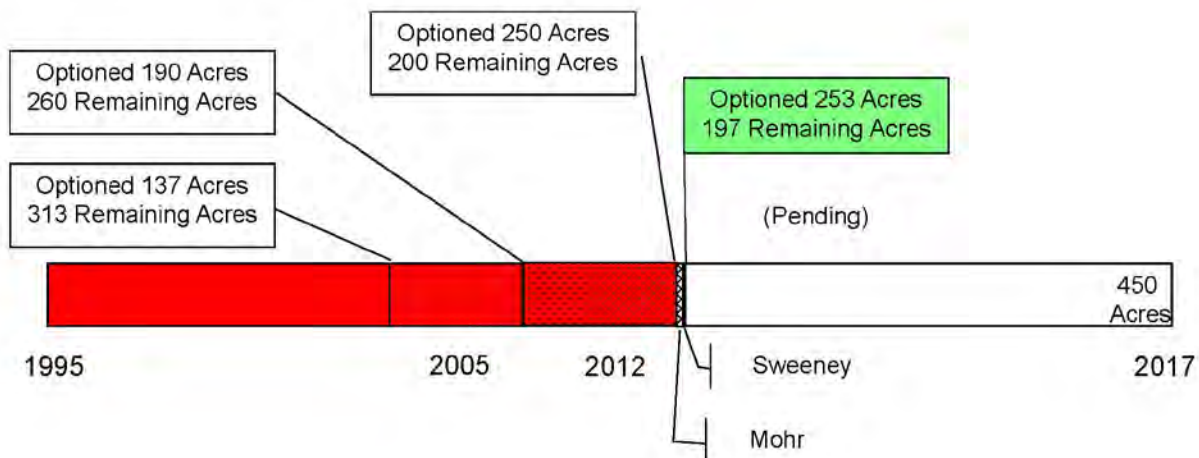 Optioned 250 Acres
200 Remaining Acres
Optioned 190 Acres
260 Remaining Acres
Optioned 253 Acres
197 Remaining Acres
Optioned 137 Acres
313 Remaining Acres
(Pending)
450
Acres
1995
2005
2012
Sweeney
2017
Mohr